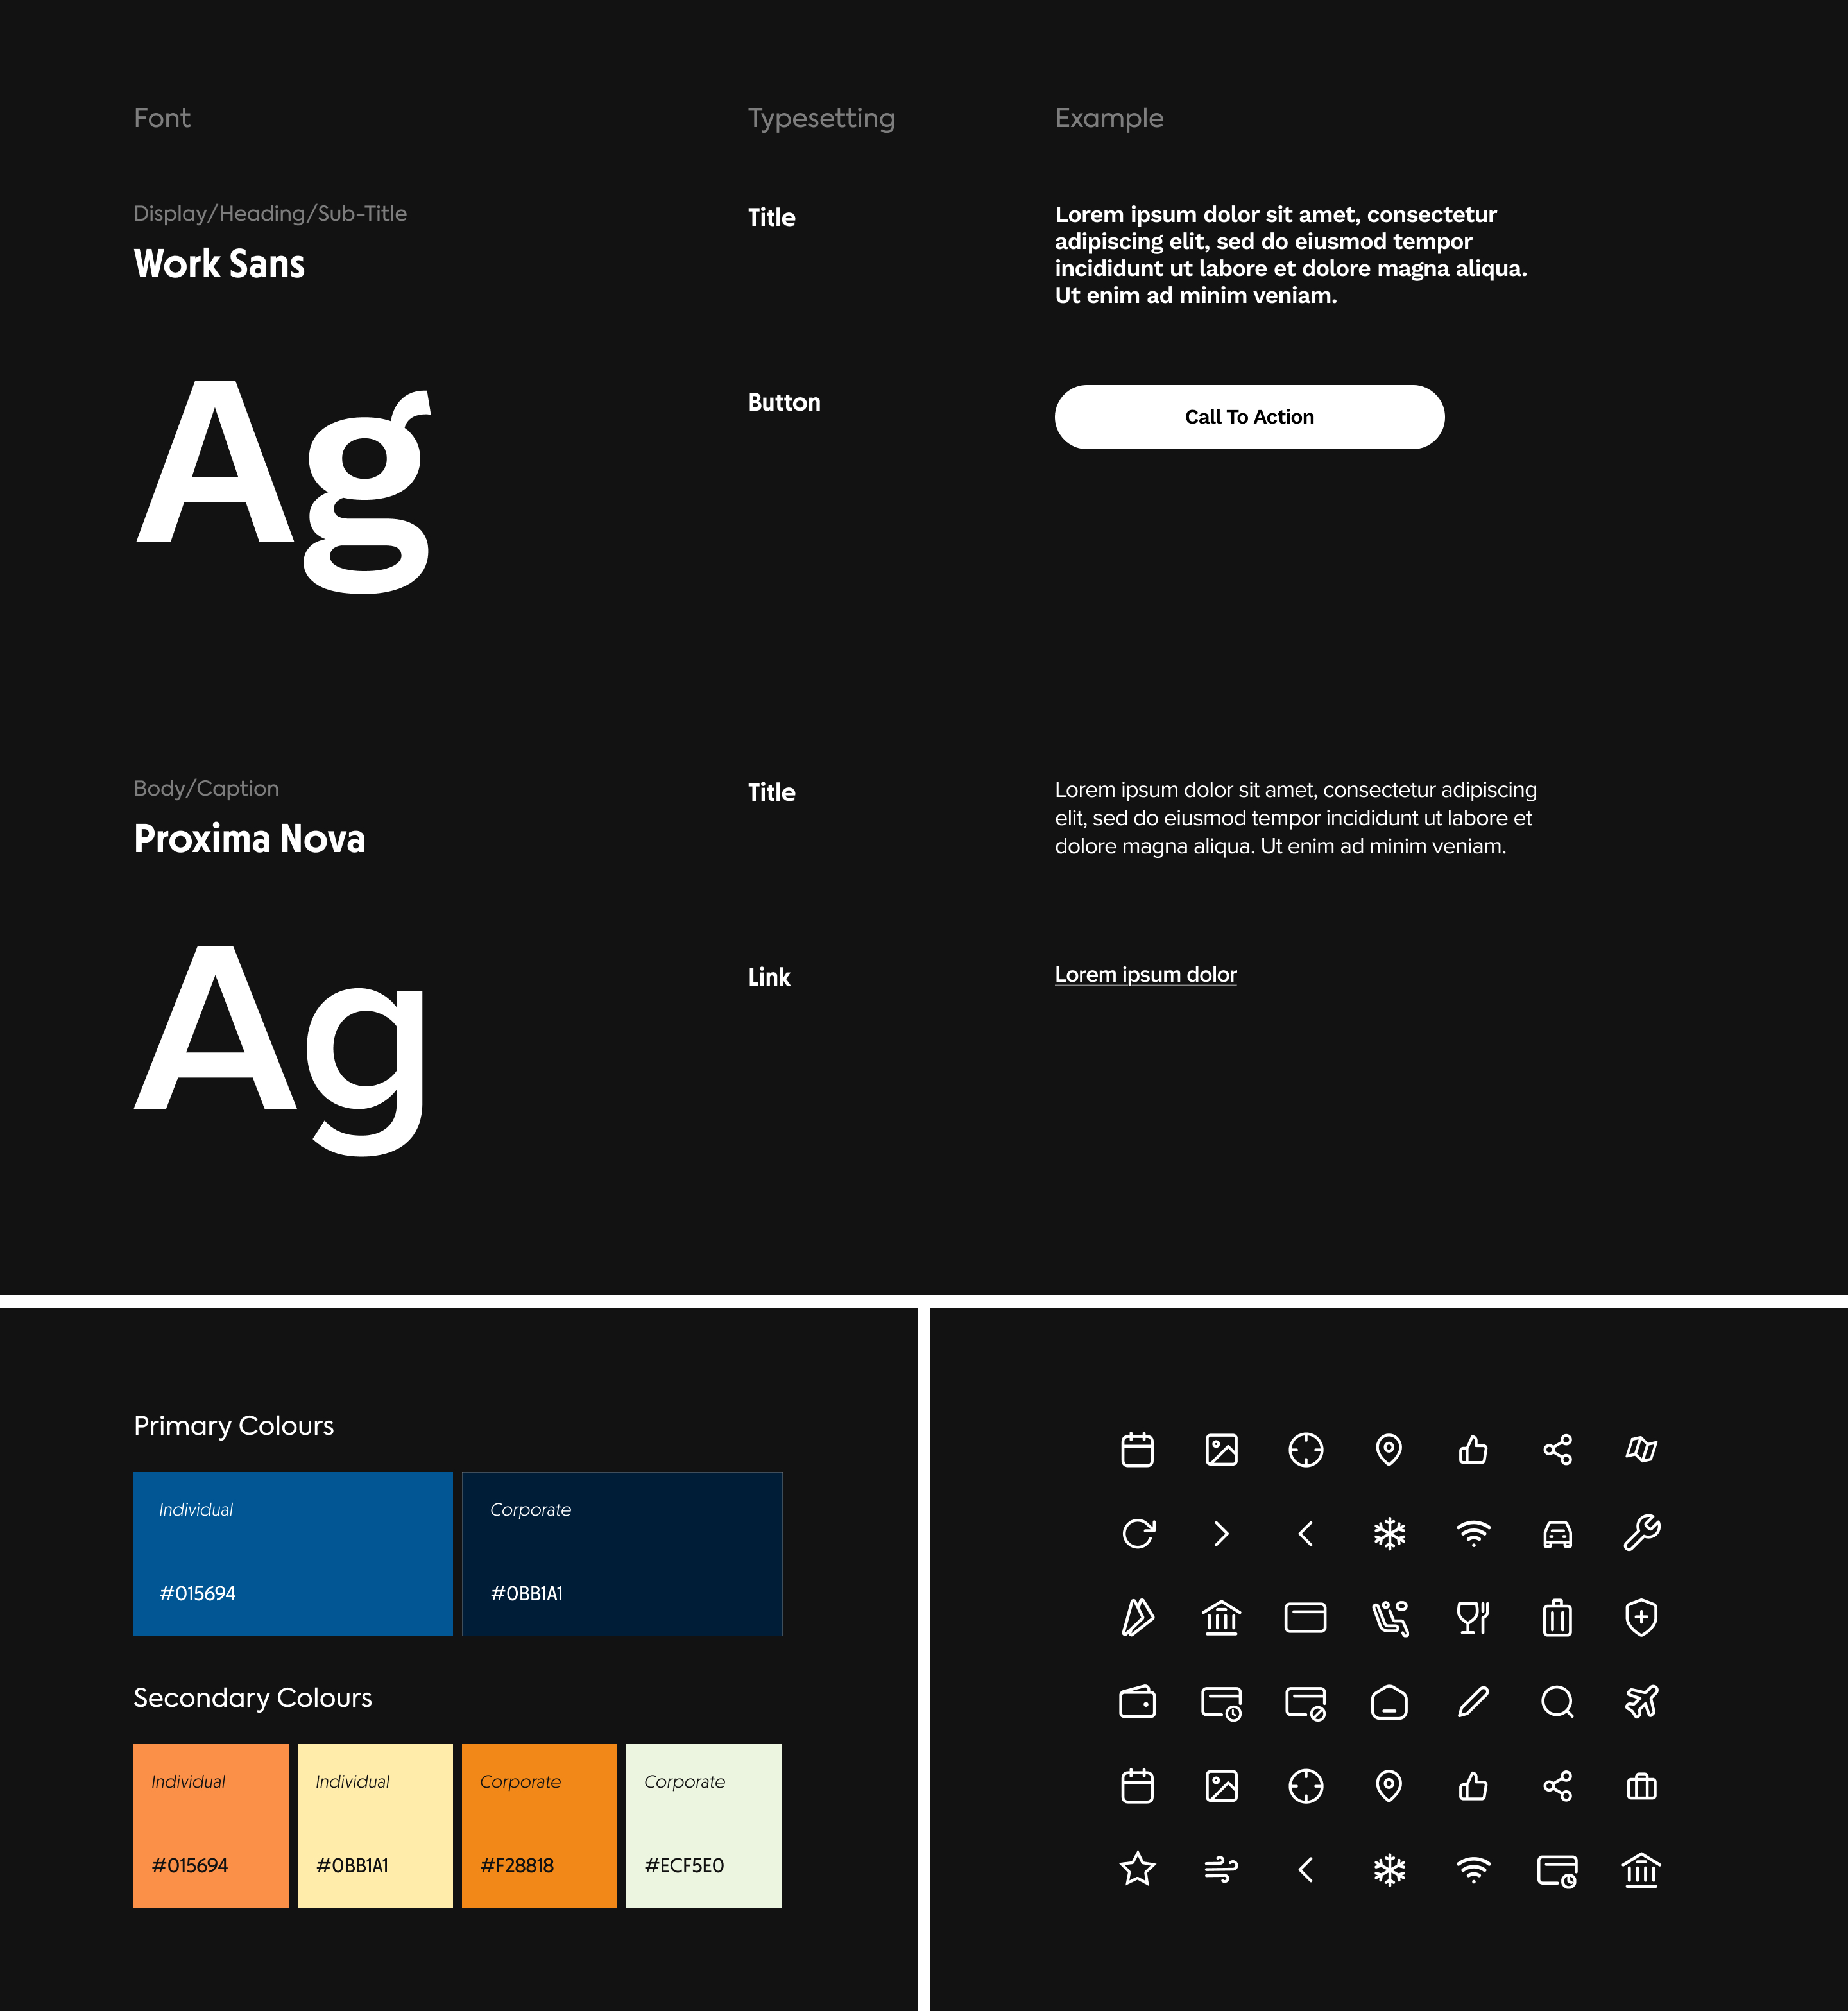 Font
Typesetting
Example
Display/Heading/Sub-Title
Work Sans
Title
Lorem ipsum dolor sit amet, consectetur
adipiscing elit, sed do eiusmod tempor
incididunt ut labore et dolore magna aliqua.
Ut enim ad minim veniam.
Ag
Button
Call To Action
Body/Caption
Proxima Nova
Title
Lorem ipsum dolor sit amet, consectetur adipiscing
elit, sed do eiusmod tempor incididunt ut labore et
dolore magna aliqua. Ut enim ad minim veniam.
Ag
Link
Lorem ipsum dolor
Primary Colours
Individual
#015694
Corporate
#0BB1A1
Secondary Colours
Individual
#015694
Individual
#0BB1A1
Corporate
#F28818
Corporate
#ECF5E0